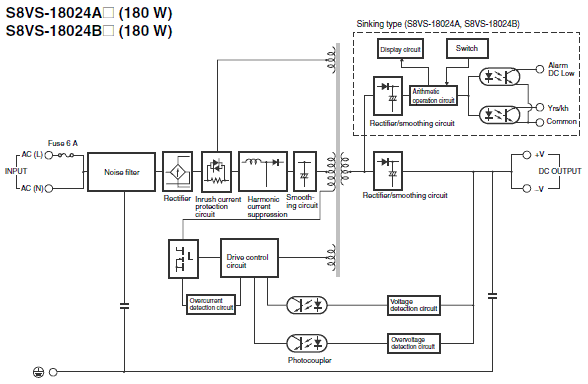 S8VS-18024A□ (180 W)
S8VS-18024B□ (180 W)
Sinking type (S8VS-18024A, S8VS-18024B)
Display circuit
Switch
Alarm
DC Low
Arithmetic
operation circuit
Yrs/kh
Common
Rectifier/smoothing circuit
Fuse 6 A
AC (L)
INPUT
AC (N)
Noise filter
Rectifier
Inrush current
protection
circuit
Harmonic
current
suppression
Smooth-
ing circuit
Rectifier/smoothing circuit
+V
DC OUTPUT
–V
Drive control
circuit
Overcurrent
detection circuit
Voltage
detection circuit
Overvoltage
detection circuit
Photocoupler